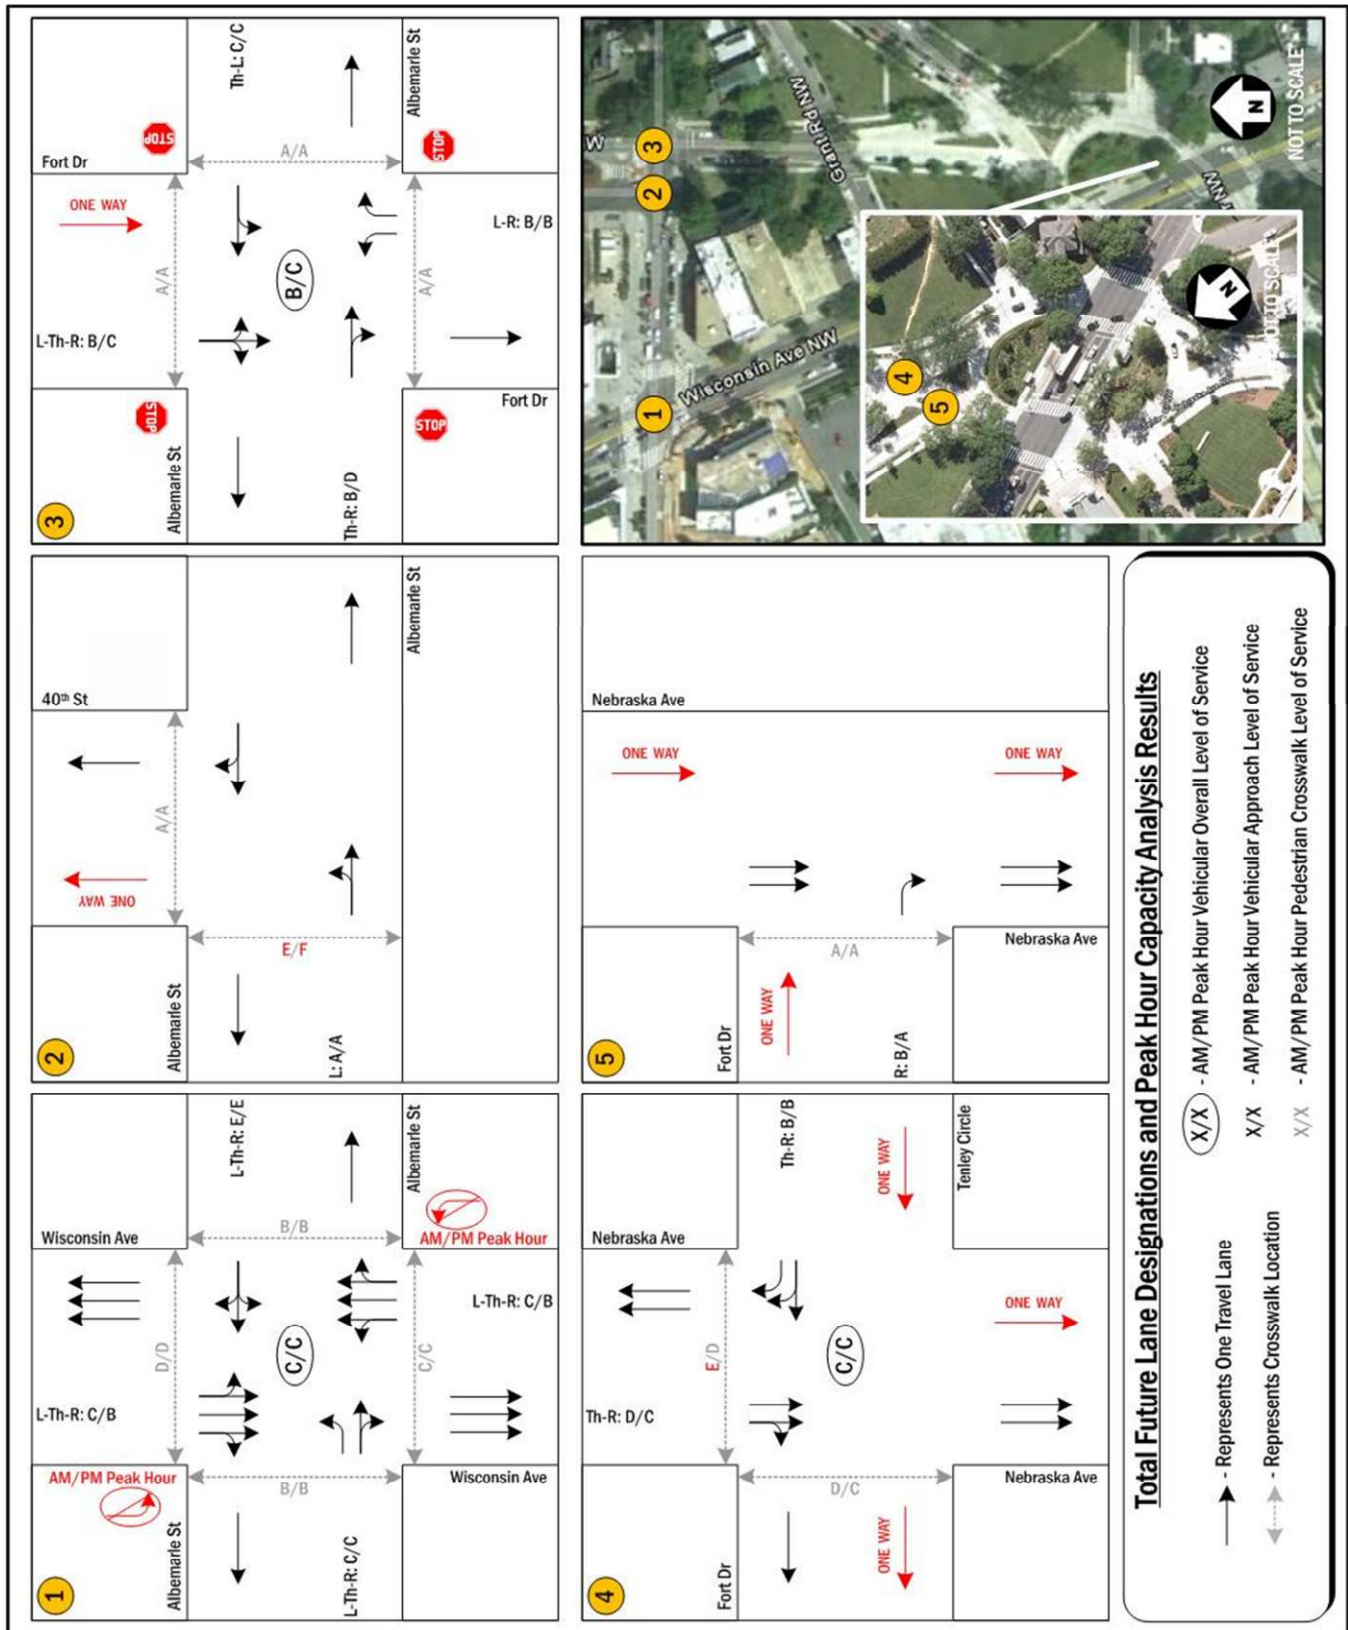 1
Albemarle St
AM/PM Peak Hour
L-Th-R: C/B
Wisconsin Ave
D/D
B/B
B/B
C/C
C/C
L-Th-R: E/E
L-Th-R: C/C
L-Th-R: C/B
Wisconsin Ave
AM/PM Peak Hour
Albemarle St
2
Albemarle St
40th St
ONE WAY
A/A
E/F
L: A/A
Albemarle St
3
Albemarle St
STOP
L-Th-R: B/C
Fort Dr
ONE WAY
STOP
A/A
A/A
A/A
B/C
Th-L: C/C
Th-R: B/D
L-R: B/B
STOP
Fort Dr
STOP
Albemarle St
4
Fort Dr
Th-R: D/C
Nebraska Ave
E/D
D/C
C/C
Th-R: B/B
ONE WAY
ONE WAY
ONE WAY
Nebraska Ave
Tenley Circle
5
Fort Dr
ONE WAY
Nebraska Ave
ONE WAY
A/A
R: B/A
ONE WAY
Nebraska Ave
1
2
3
W
Wisconsin Ave NW
Grant Rd NW
NW
4
5
N
N
NOT TO SCALE
Total Future Lane Designations and Peak Hour Capacity Analysis Results
- Represents One Travel Lane
- Represents Crosswalk Location
X/X - AM/PM Peak Hour Vehicular Overall Level of Service
X/X - AM/PM Peak Hour Vehicular Approach Level of Service
X/X - AM/PM Peak Hour Pedestrian Crosswalk Level of Service